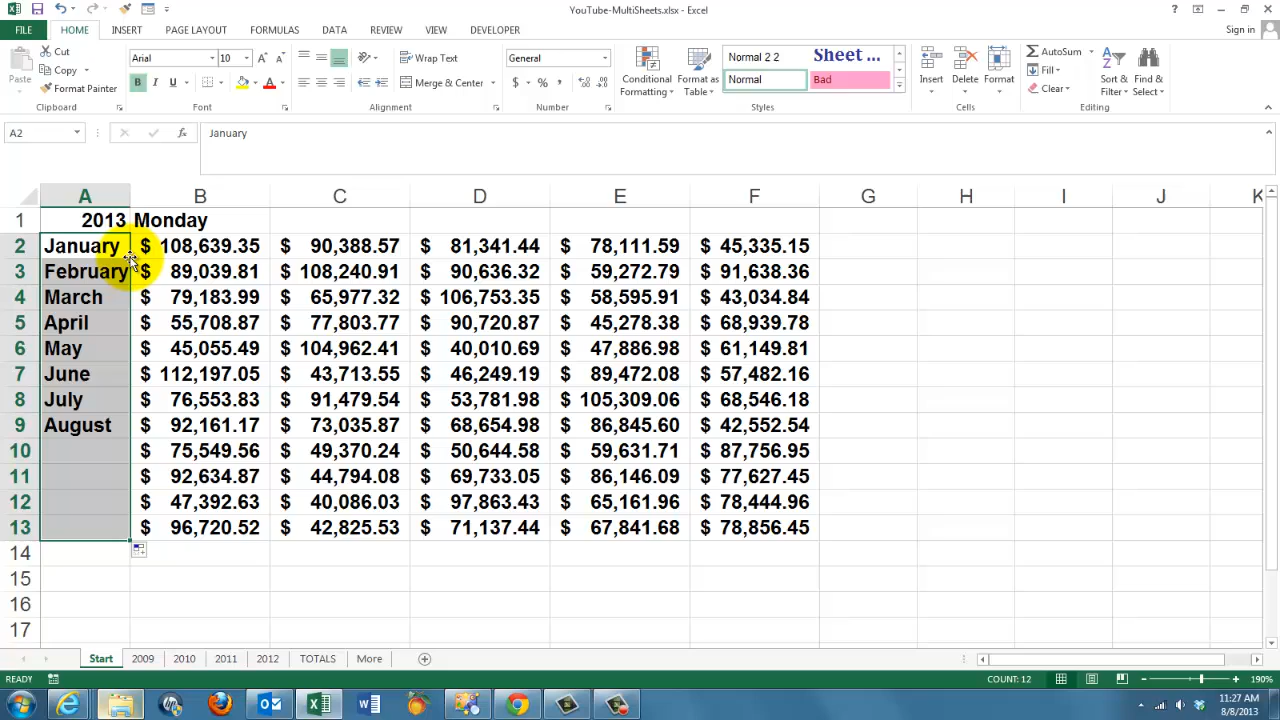 YouTube-MultiSheets.xlsx - Excel
FILE HOME INSERT PAGE LAYOUT FORMULAS DATA REVIEW VIEW DEVELOPER Sign in
Paste
Cut
Copy
Format Painter
Clipboard
Arial 10
B I U
Font
Wrap Text
Merge & Center
Alignment
General
$ % ,
Number
Conditional Formatting
Format as Table
Normal 2 2 Sheet ...
Normal Bad
Styles
Insert Delete Format
Cells
AutoSum
Fill
Clear
Sort & Filter
Find & Select
Editing
A2 fx January
A B C D E F G H I J K
1 2013 Monday
2 January $ 108,639.35 $ 90,388.57 $ 81,341.44 $ 78,111.59 $ 45,335.15
3 February $ 89,039.81 $ 108,240.91 $ 90,636.32 $ 59,272.79 $ 91,638.36
4 March $ 79,183.99 $ 65,977.32 $ 106,753.35 $ 58,595.91 $ 43,034.84
5 April $ 55,708.87 $ 77,803.77 $ 90,720.87 $ 45,278.38 $ 68,939.78
6 May $ 45,055.49 $ 104,962.41 $ 40,010.69 $ 47,886.98 $ 61,149.81
7 June $ 112,197.05 $ 43,713.55 $ 46,249.19 $ 89,472.08 $ 57,482.16
8 July $ 76,553.83 $ 91,479.54 $ 53,781.98 $ 105,309.06 $ 68,546.18
9 August $ 92,161.17 $ 73,035.87 $ 68,654.98 $ 86,845.60 $ 42,552.54
10 $ 75,549.56 $ 49,370.24 $ 50,644.58 $ 59,631.71 $ 87,756.95
11 $ 92,634.87 $ 44,794.08 $ 69,733.05 $ 86,146.09 $ 77,627.45
12 $ 47,392.63 $ 40,086.03 $ 97,863.43 $ 65,161.96 $ 78,444.96
13 $ 96,720.52 $ 42,825.53 $ 71,137.44 $ 67,841.68 $ 78,856.45
14
15
16
17
Start 2009 2010 2011 2012 TOTALS More
READY COUNT: 12 190%
11:27 AM
8/8/2013